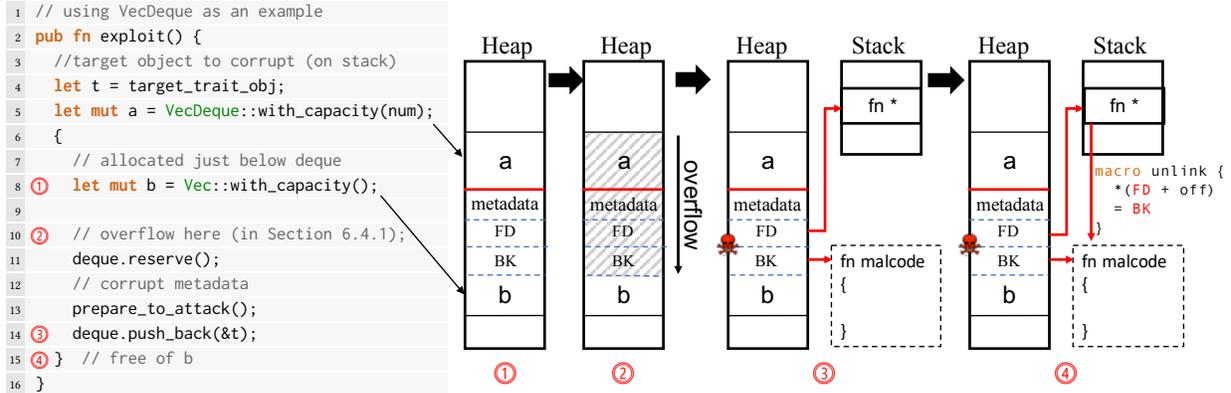 1 // using VecDeque as an example
2 pub fn exploit() {
3 //target object to corrupt (on stack)
4 let t = target_trait_obj;
5 let mut a = VecDeque::with_capacity(num);
6 {
7 // allocated just below deque
8 ① let mut b = Vec::with_capacity();
9
10 ② // overflow here (in Section 6.4.1);
11 deque.reserve();
12 // corrupt metadata
13 prepare_to_attack();
14 ③ deque.push_back(&t);
15 ④ } // free of b
16 }
Heap
a
metadata
FD
BK
b
①
Heap
a
metadata
FD
BK
b
overflow
②
Heap
a
metadata
FD
BK
b
Stack
fn *
fn malcode
{
}
③
Heap
a
metadata
FD
BK
b
Stack
fn *
macro unlink {
*(FD + off)
= BK
}
fn malcode
{
}
④